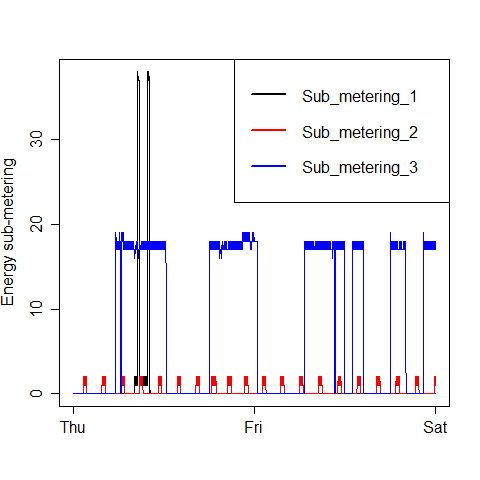 Sub_metering_1
Sub_metering_2
Sub_metering_3
Energy sub-metering
30
20
10
0
Thu Fri Sat